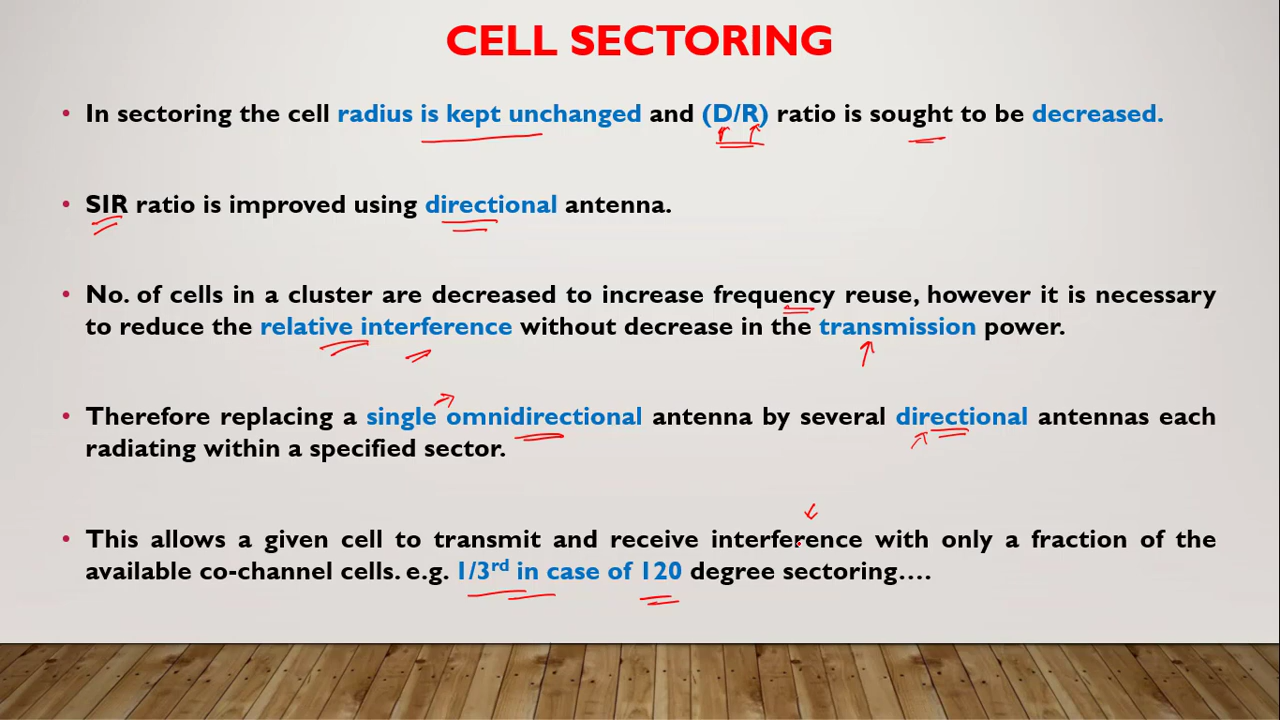 CELL SECTORING
• In sectoring the cell radius is kept unchanged and (D/R) ratio is sought to be decreased.
• SIR ratio is improved using directional antenna.
• No. of cells in a cluster are decreased to increase frequency reuse, however it is necessary
to reduce the relative interference without decrease in the transmission power.
• Therefore replacing a single omnidirectional antenna by several directional antennas each
radiating within a specified sector.
• This allows a given cell to transmit and receive interference with only a fraction of the
available co-channel cells. e.g. 1/3rd in case of 120 degree sectoring....